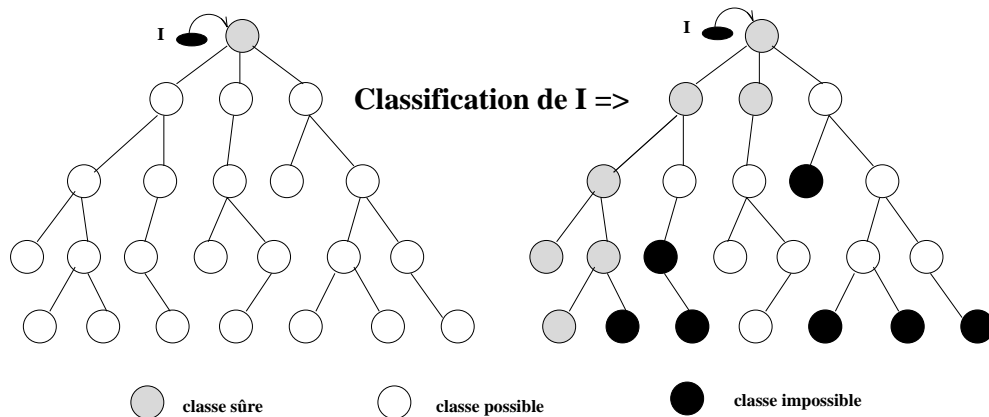 I
I
Classification de I =>
classe sûre
classe possible
classe impossible